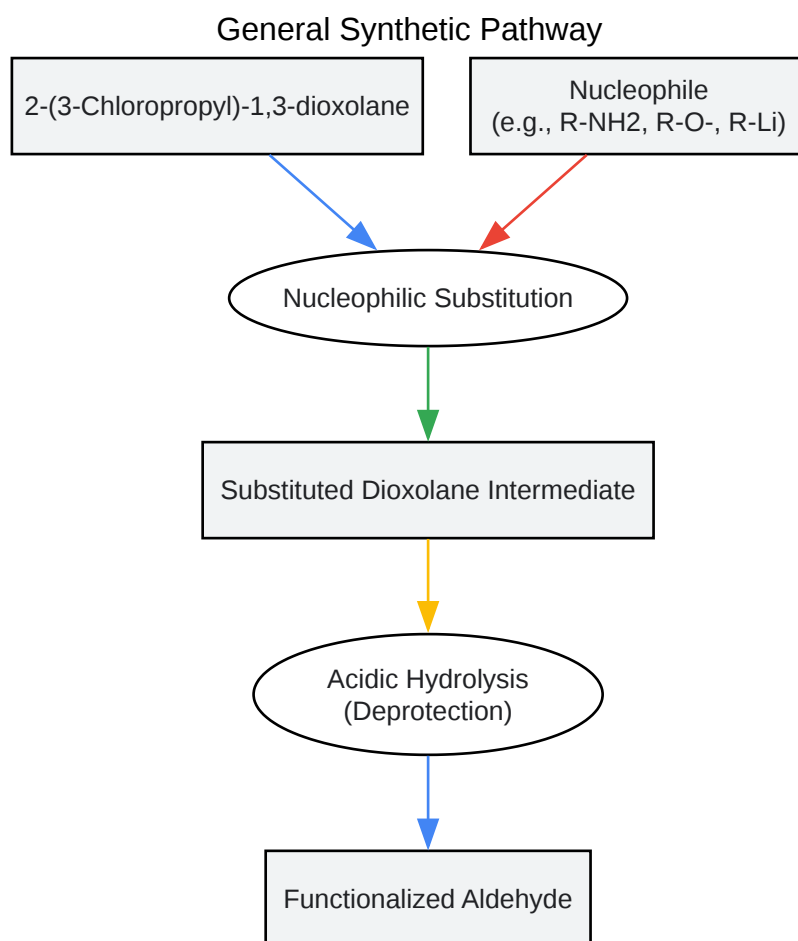 General Synthetic Pathway
2-(3-Chloropropyl)-1,3-dioxolane
Nucleophile
(e.g., R-NH2, R-O-, R-Li)
Nucleophilic Substitution
Substituted Dioxolane Intermediate
Acidic Hydrolysis
(Deprotection)
Functionalized Aldehyde